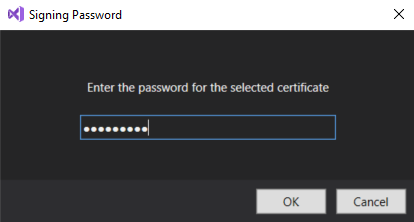 Signing Password
Enter the password for the selected certificate
●●●●●●●●●
OK
Cancel